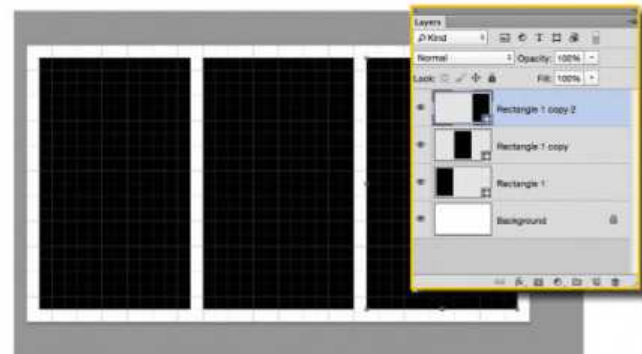 Layers
Kind
Normal Opacity: 100%
Lock: Fill: 100%
Rectangle 1 copy 2
Rectangle 1 copy
Rectangle 1
Background